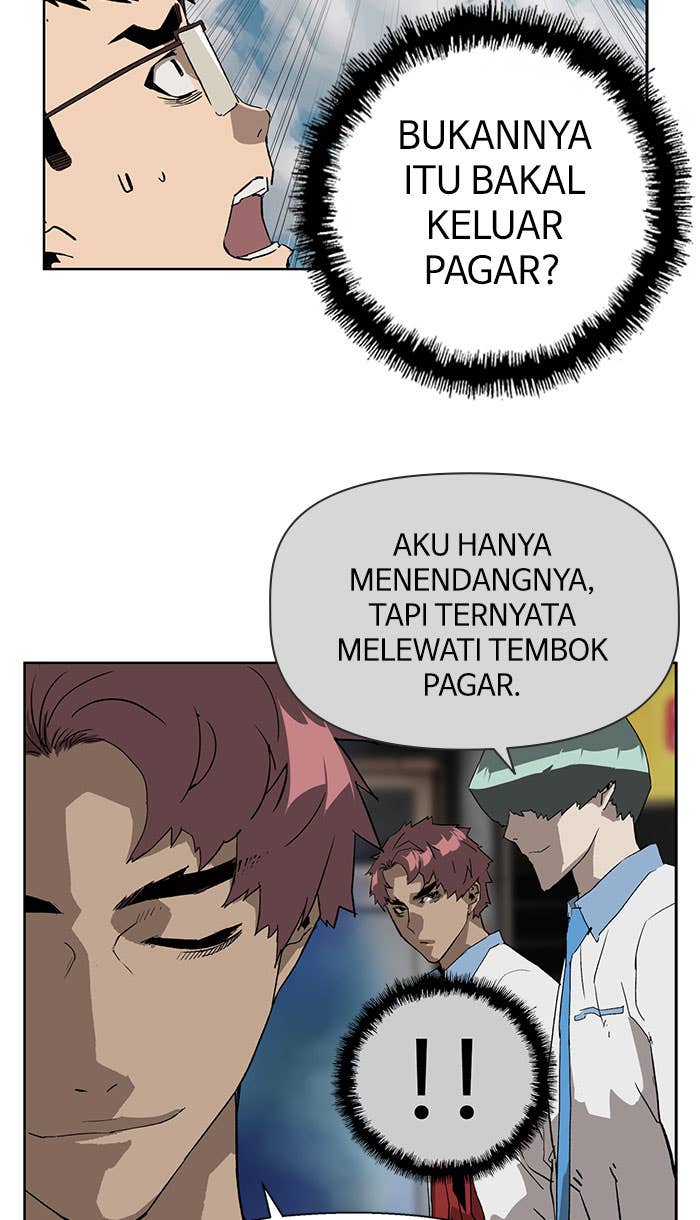 BUKANNYA
ITU BAKAL
KELUAR
PAGAR?
AKU HANYA
MENENDANGNYA,
TAPI TERNYATA
MELEWATI TEMBOK
PAGAR.
!!